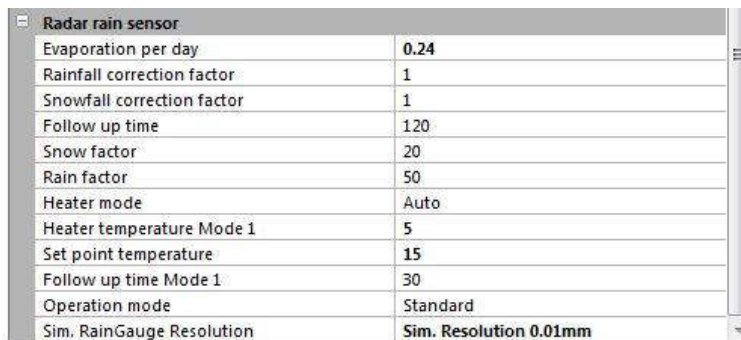 Radar rain sensor
Evaporation per day 0.24
Rainfall correction factor 1
Snowfall correction factor 1
Follow up time 120
Snow factor 20
Rain factor 50
Heater mode Auto
Heater temperature Mode 1 5
Set point temperature 15
Follow up time Mode 1 30
Operation mode Standard
Sim. RainGauge Resolution Sim. Resolution 0.01mm